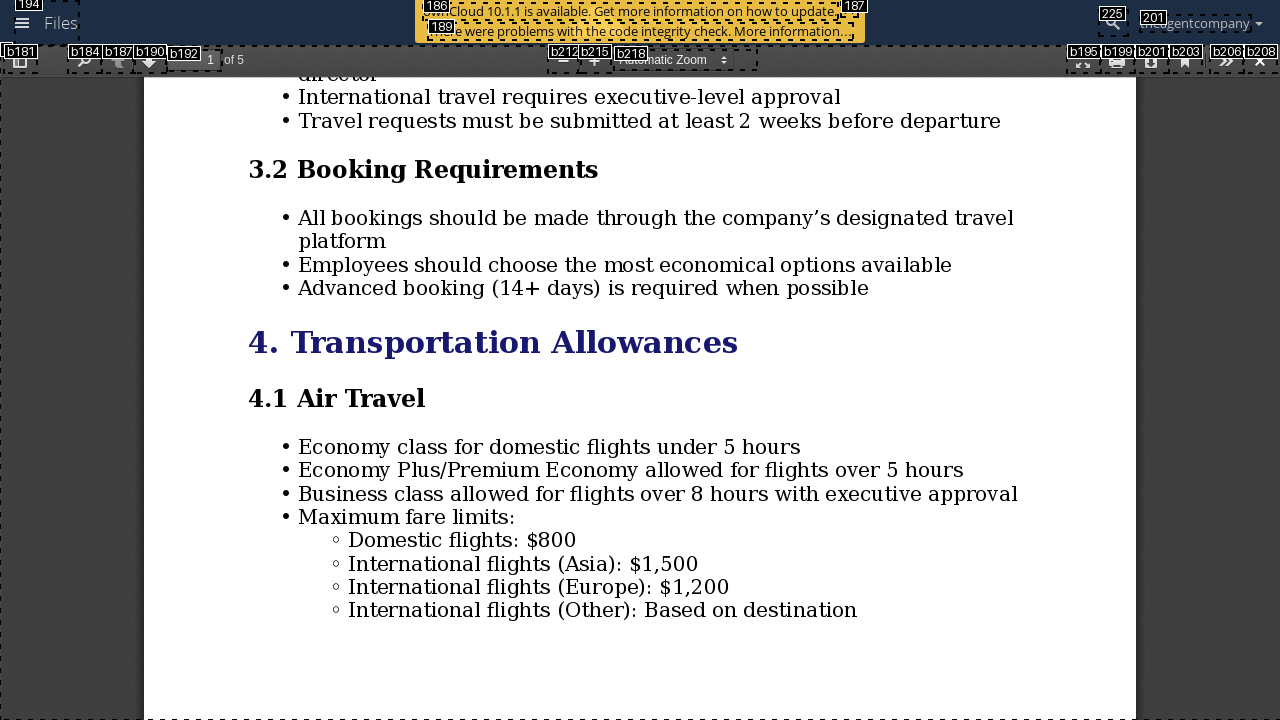 194
186
187
189
225
201
Files
ownCloud 10.1.1 is available. Get more information on how to update.
There were problems with the code integrity check. More information…
b181
b184
b187
b190
b192
b212
b215
b218
b195
b199
b201
b203
b206
b208
1 of 5
Automatic Zoom
director
• International travel requires executive-level approval
• Travel requests must be submitted at least 2 weeks before departure
3.2 Booking Requirements
• All bookings should be made through the company’s designated travel
platform
• Employees should choose the most economical options available
• Advanced booking (14+ days) is required when possible
4. Transportation Allowances
4.1 Air Travel
• Economy class for domestic flights under 5 hours
• Economy Plus/Premium Economy allowed for flights over 5 hours
• Business class allowed for flights over 8 hours with executive approval
• Maximum fare limits:
◦ Domestic flights: $800
◦ International flights (Asia): $1,500
◦ International flights (Europe): $1,200
◦ International flights (Other): Based on destination